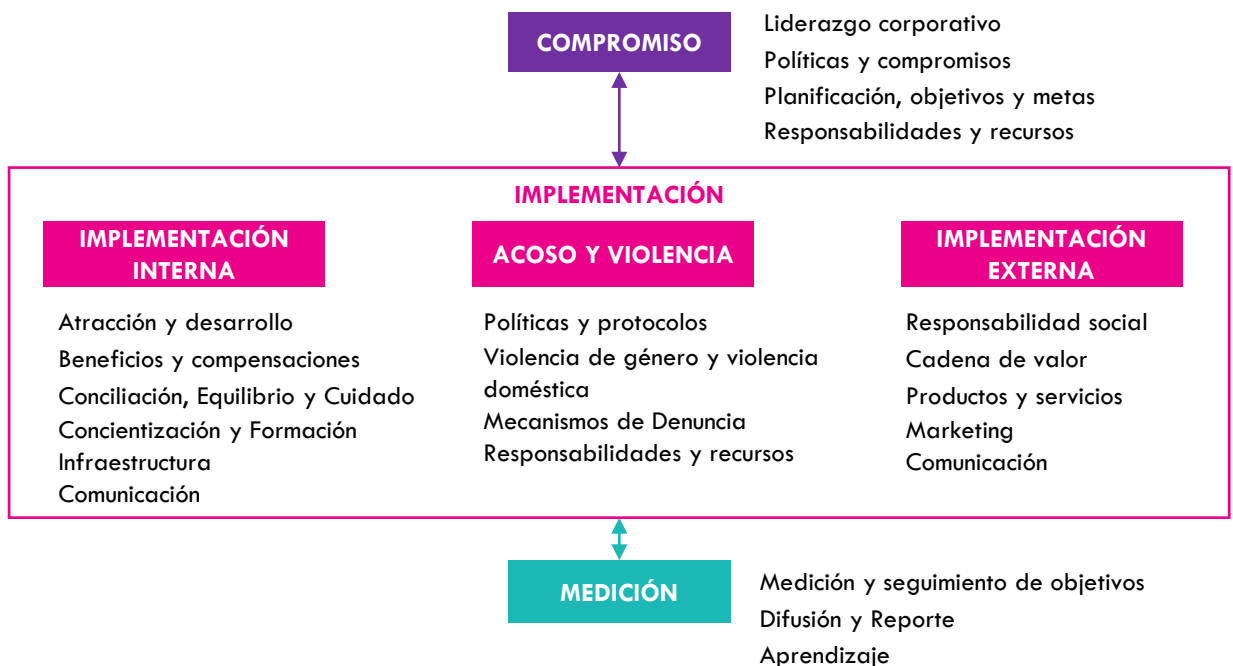 COMPROMISO
Liderazgo corporativo
Políticas y compromisos
Planificación, objetivos y metas
Responsabilidades y recursos
IMPLEMENTACIÓN
IMPLEMENTACIÓN
INTERNA
Atracción y desarrollo
Beneficios y compensaciones
Conciliación, Equilibrio y Cuidado
Concientización y Formación
Infraestructura
Comunicación
ACOSO Y VIOLENCIA
Políticas y protocolos
Violencia de género y violencia
doméstica
Mecanismos de Denuncia
Responsabilidades y recursos
IMPLEMENTACIÓN
EXTERNA
Responsabilidad social
Cadena de valor
Productos y servicios
Marketing
Comunicación
MEDICIÓN
Medición y seguimiento de objetivos
Difusión y Reporte
Aprendizaje